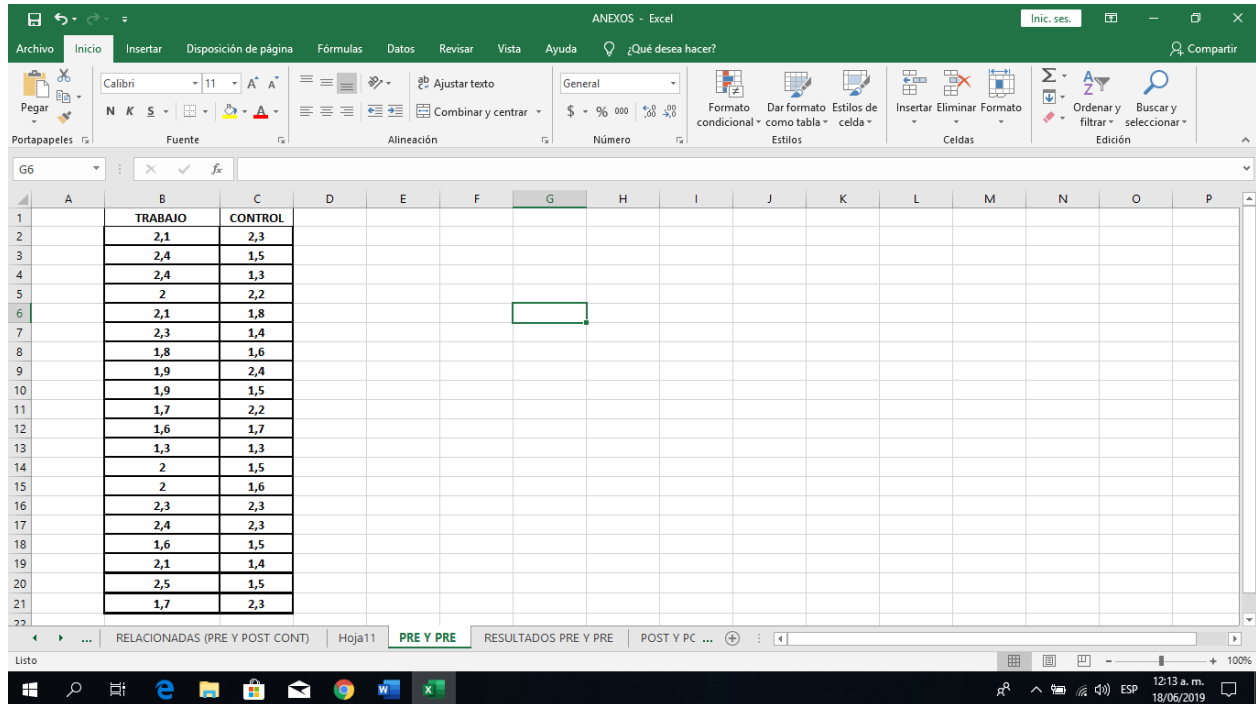 ANEXOS - Excel
Inic. ses.
Archivo Inicio Insertar Disposición de página Fórmulas Datos Revisar Vista Ayuda ¿Qué desea hacer? Compartir
Calibri 11 A A Ajustar texto General
Pegar N K S A Combinar y centrar $ % 000
Formato condicional Dar formato como tabla Estilos de celda Insertar Eliminar Formato Ordenar y filtrar Buscar y seleccionar
Portapapeles Fuente Alineación Número Estilos Celdas Edición
G6 fx
A B C D E F G H I J K L M N O P
1 TRABAJO CONTROL
2 2,1 2,3
3 2,4 1,5
4 2,4 1,3
5 2 2,2
6 2,1 1,8
7 2,3 1,4
8 1,8 1,6
9 1,9 2,4
10 1,9 1,5
11 1,7 2,2
12 1,6 1,7
13 1,3 1,3
14 2 1,5
15 2 1,6
16 2,3 2,3
17 2,4 2,3
18 1,6 1,5
19 2,1 1,4
20 2,5 1,5
21 1,7 2,3
22
... RELACIONADAS (PRE Y POST CONT) Hoja11 PRE Y PRE RESULTADOS PRE Y PRE POST Y PC ...
Listo 100%
ESP 12:13 a. m.
18/06/2019